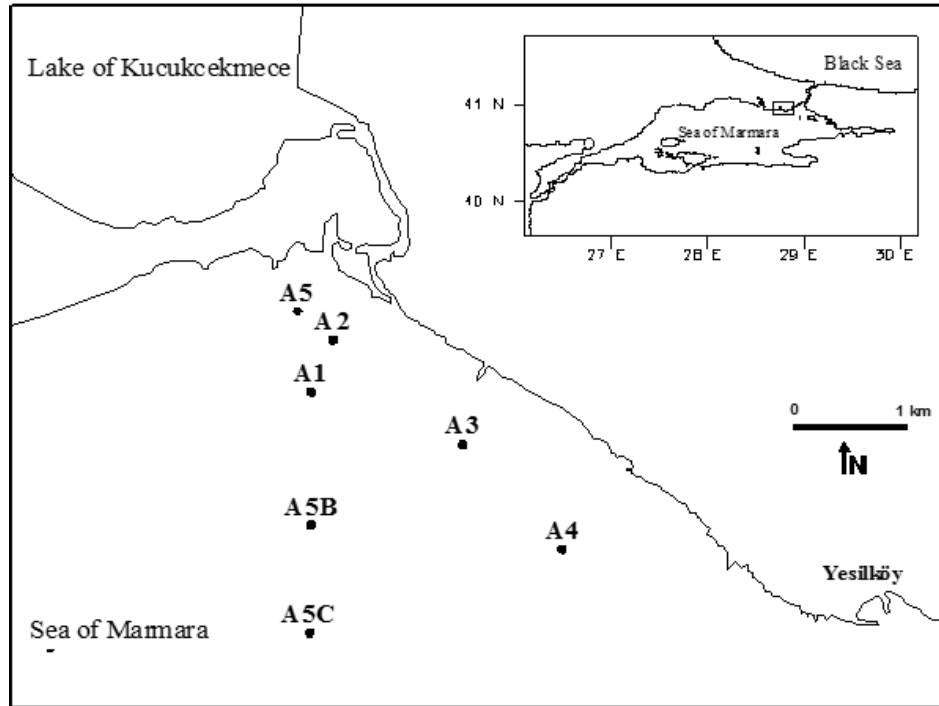 Lake of Kucukcekmece
Black Sea
41 N
Sea of Marmara
40 N
27 E
28 E
29 E
30 E
A5
A2
A1
A3
0
1 km
N
A5B
A4
Yesilköy
A5C
Sea of Marmara